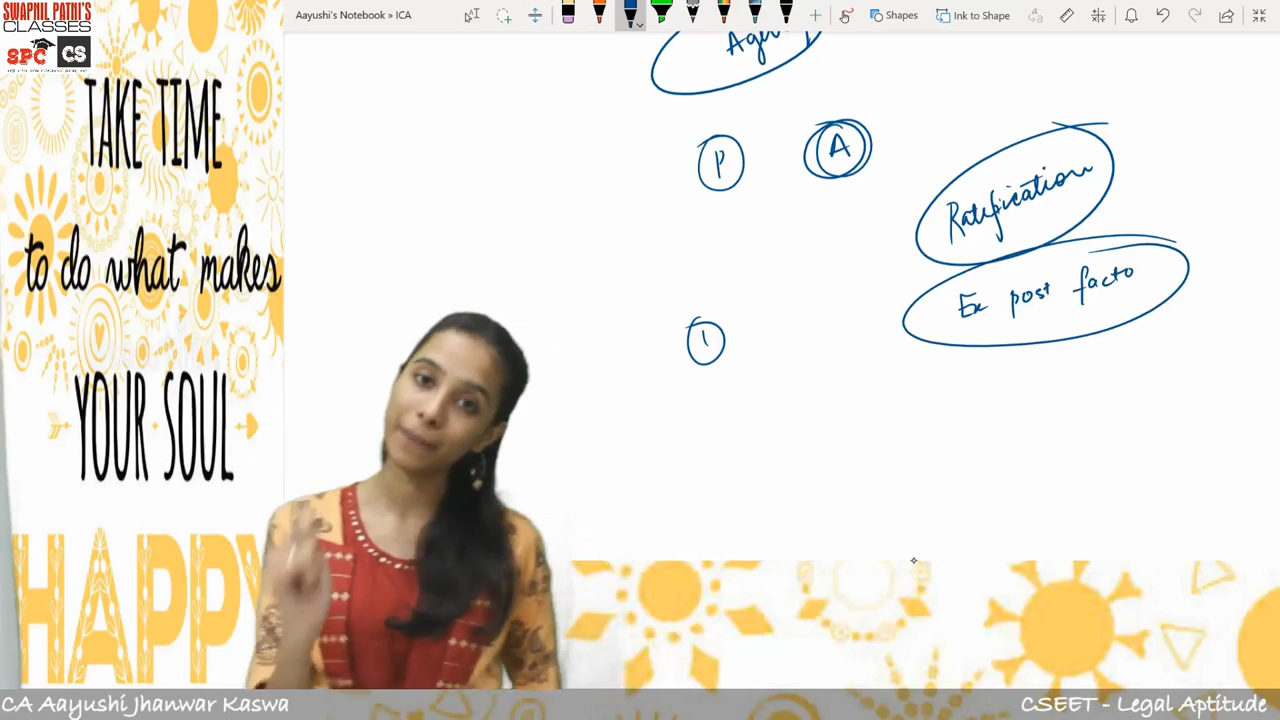 SWAPNIL PATNI'S
CLASSES
SPC CS
Aayushi's Notebook » ICA
Shapes
Ink to Shape
TAKE TIME
to do what makes
YOUR SOUL
HAPPY
P
A
Ratification
Ex post facto
1
CA Aayushi Jhanwar Kaswa
CSEET - Legal Aptitude